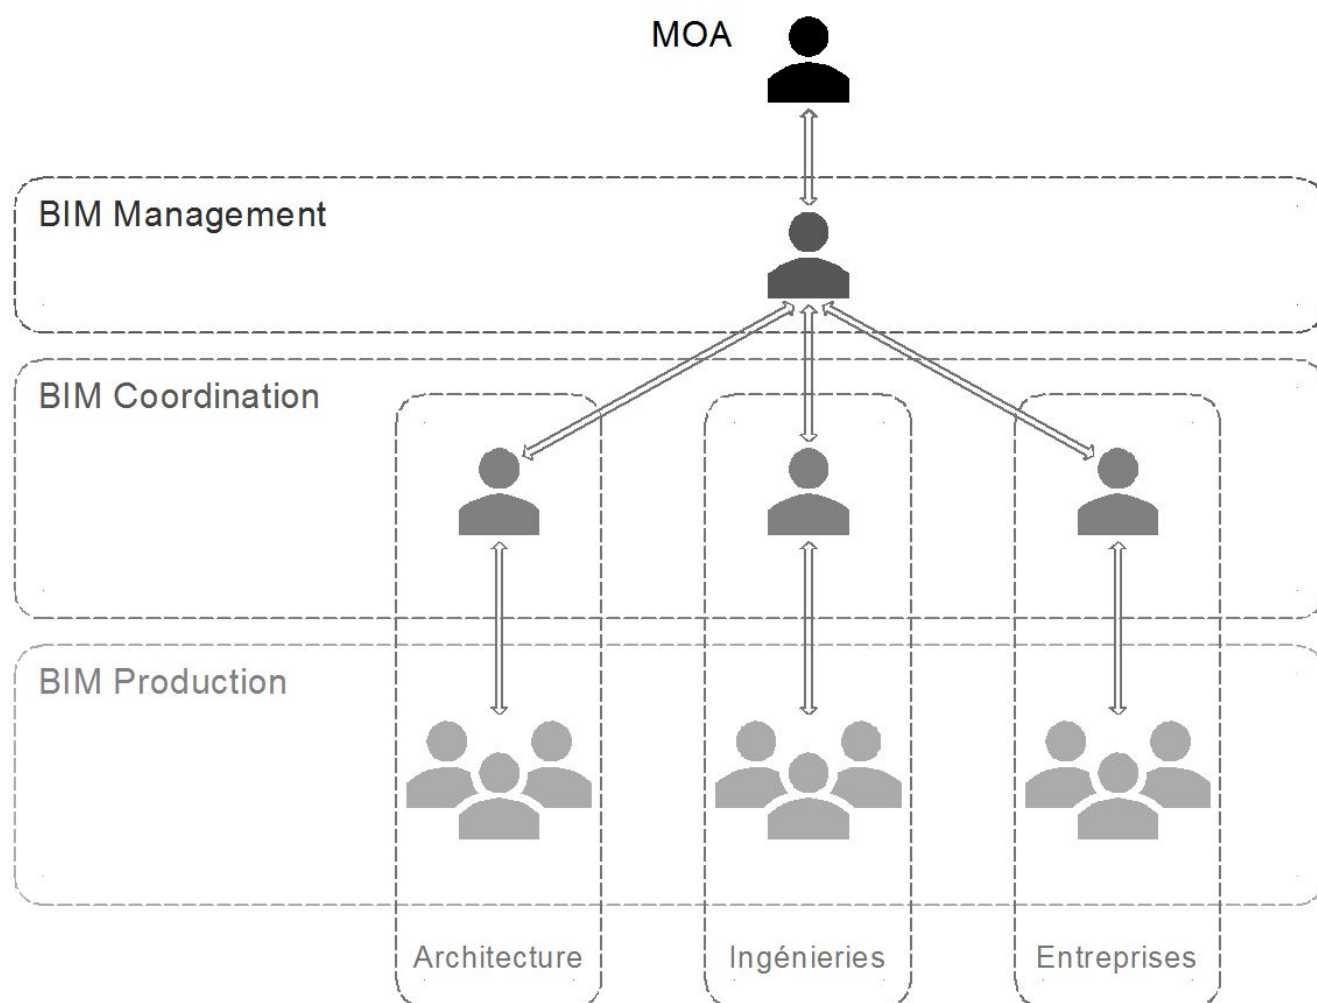 MOA
BIM Management
BIM Coordination
BIM Production
Architecture
Ingénieries
Entreprises